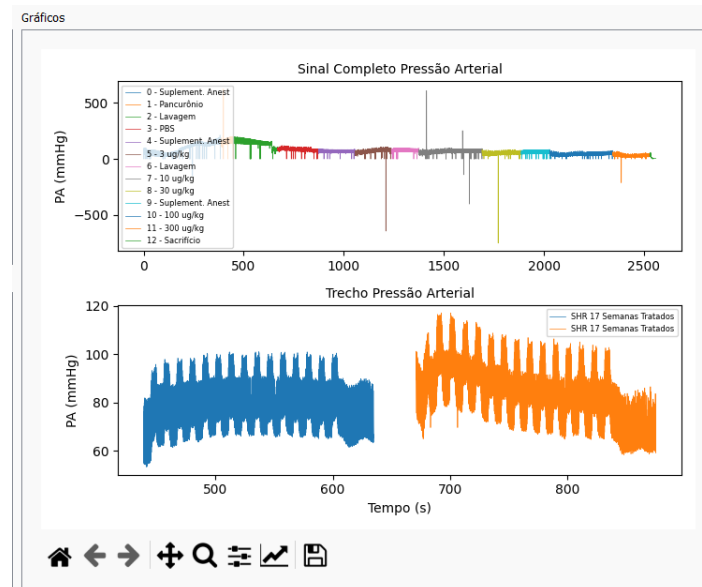 Gráficos
Sinal Completo Pressão Arterial
PA (mmHg)
500
0
−500
0 - Suplement. Anest
1 - Pancurônio
2 - Lavagem
3 - PBS
4 - Suplement. Anest
5 - 3 ug/kg
6 - Lavagem
7 - 10 ug/kg
8 - 30 ug/kg
9 - Suplement. Anest
10 - 100 ug/kg
11 - 300 ug/kg
12 - Sacrifício
0 500 1000 1500 2000 2500
Trecho Pressão Arterial
PA (mmHg)
120
100
80
60
SHR 17 Semanas Tratados
SHR 17 Semanas Tratados
500 600 700 800
Tempo (s)